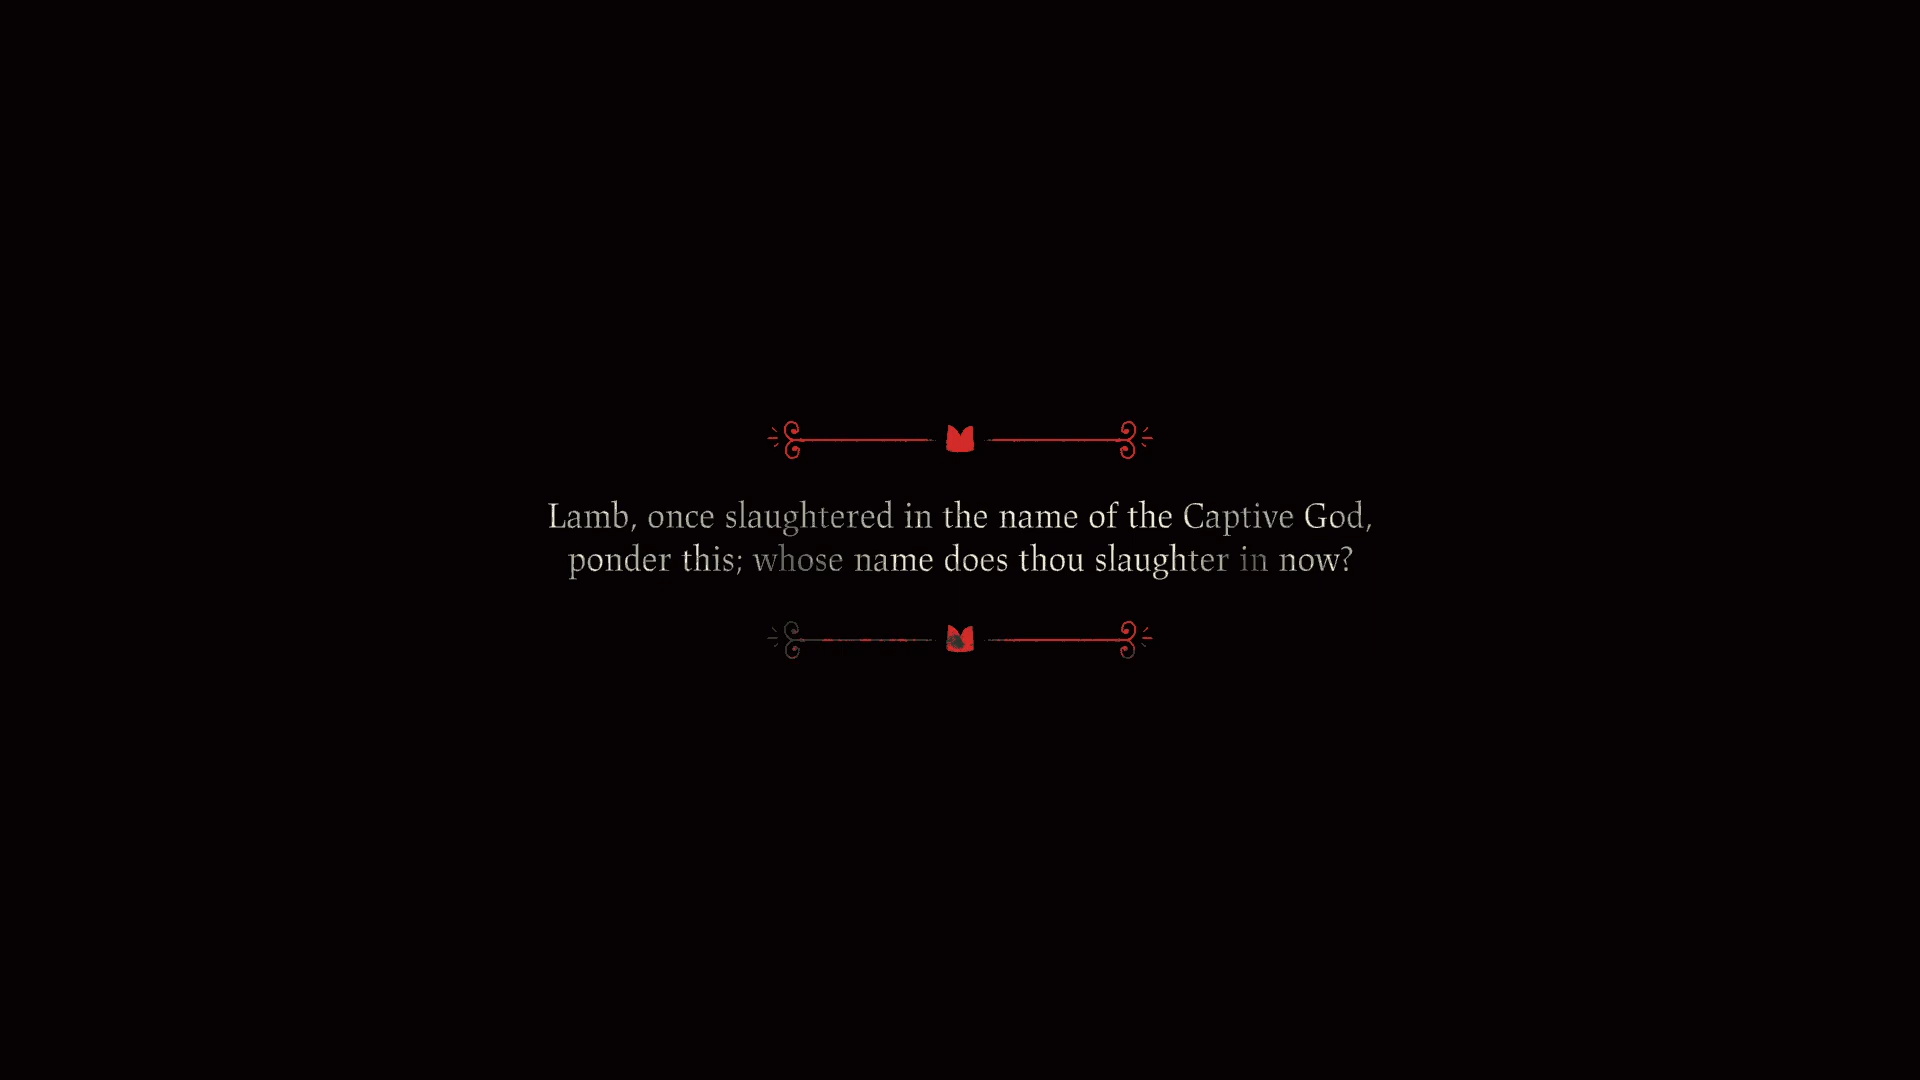 Lamb, once slaughtered in the name of the Captive God,
ponder this; whose name does thou slaughter in now?